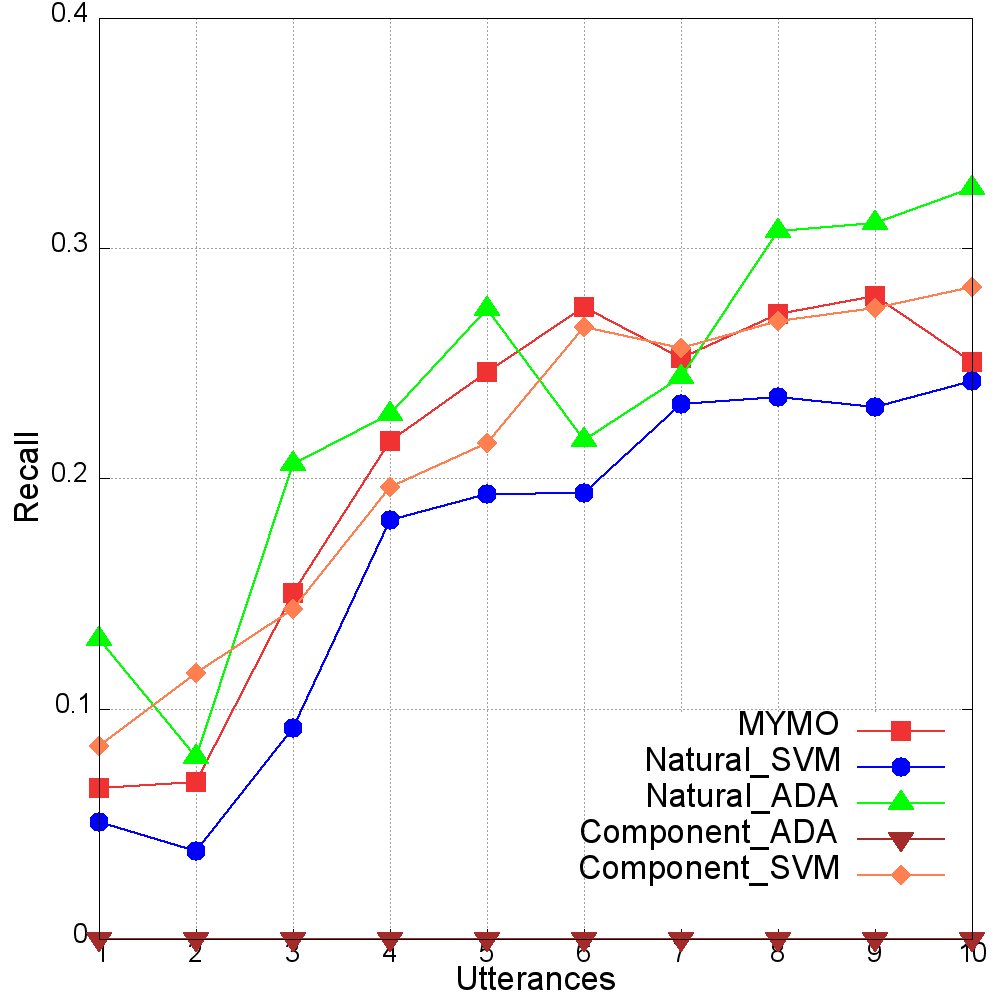 0.4
0.3
0.2
0.1
0
Recall
1 2 3 4 5 6 7 8 9 10
Utterances
MYMO
Natural_SVM
Natural_ADA
Component_ADA
Component_SVM